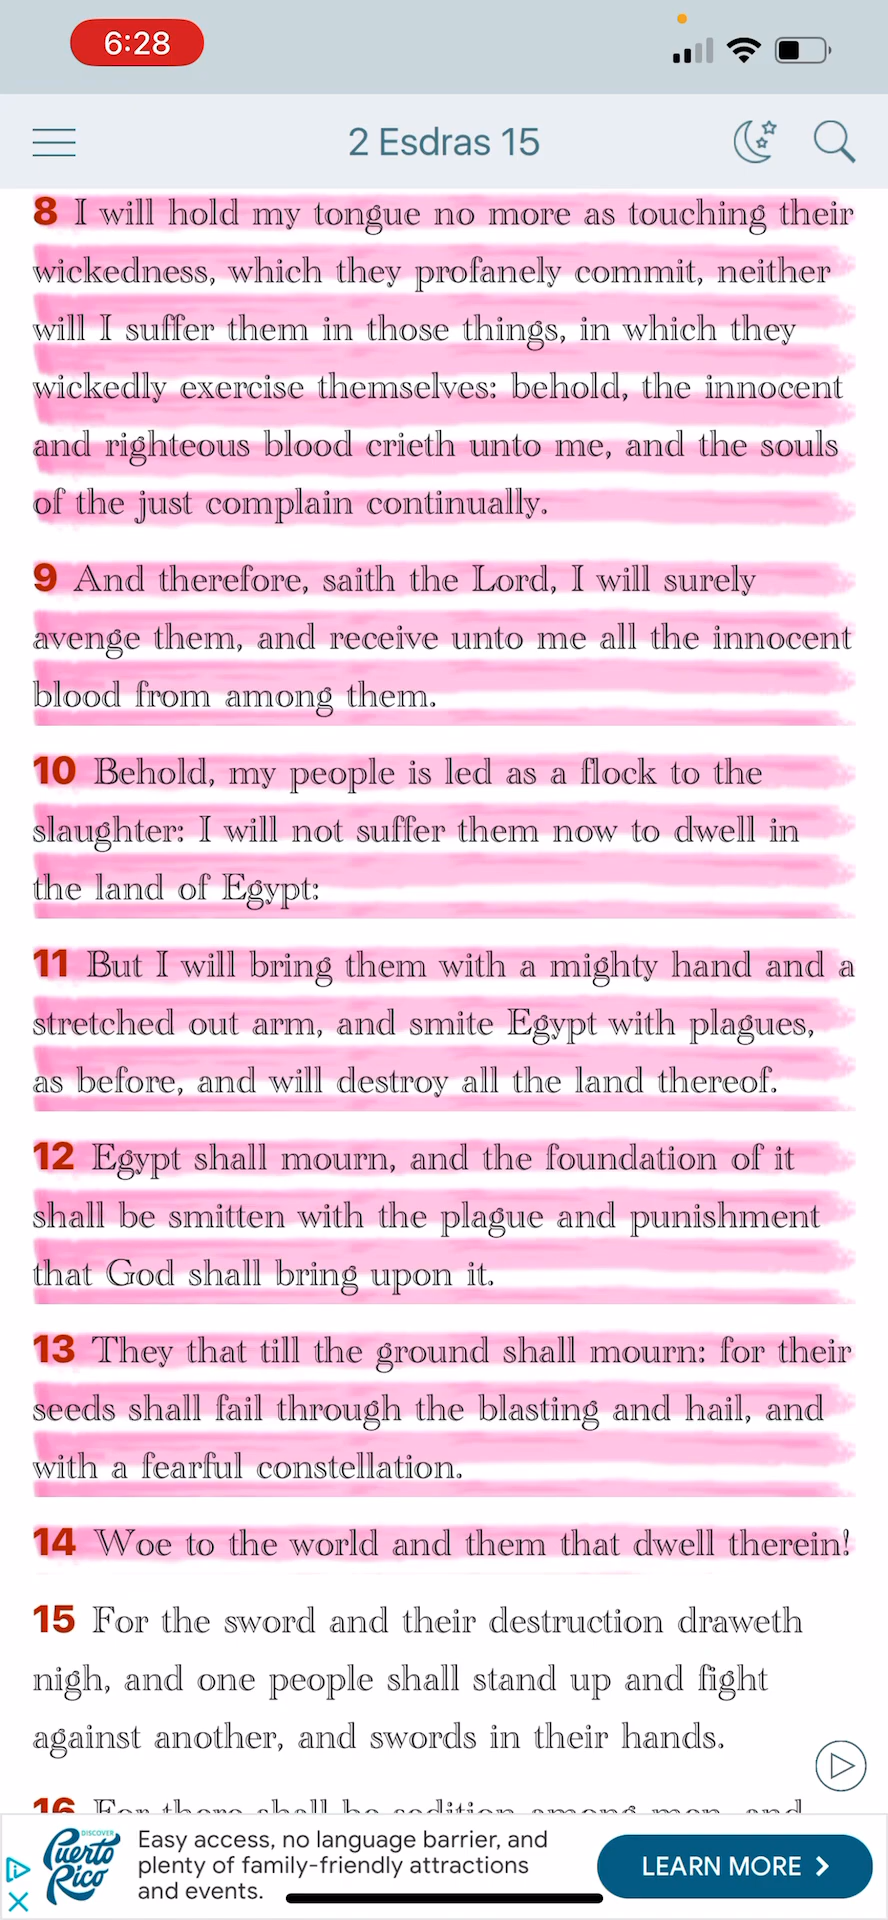 6:28
2 Esdras 15
8 I will hold my tongue no more as touching their
wickedness, which they profanely commit, neither
will I suffer them in those things, in which they
wickedly exercise themselves: behold, the innocent
and righteous blood crieth unto me, and the souls
of the just complain continually.
9 And therefore, saith the Lord, I will surely
avenge them, and receive unto me all the innocent
blood from among them.
10 Behold, my people is led as a flock to the
slaughter: I will not suffer them now to dwell in
the land of Egypt:
11 But I will bring them with a mighty hand and a
stretched out arm, and smite Egypt with plagues,
as before, and will destroy all the land thereof.
12 Egypt shall mourn, and the foundation of it
shall be smitten with the plague and punishment
that God shall bring upon it.
13 They that till the ground shall mourn: for their
seeds shall fail through the blasting and hail, and
with a fearful constellation.
14 Woe to the world and them that dwell therein!
15 For the sword and their destruction draweth
nigh, and one people shall stand up and fight
against another, and swords in their hands.
16 For there shall be sedition among men, and
DISCOVER
Puerto
Rico
Easy access, no language barrier, and
plenty of family-friendly attractions
and events.
LEARN MORE